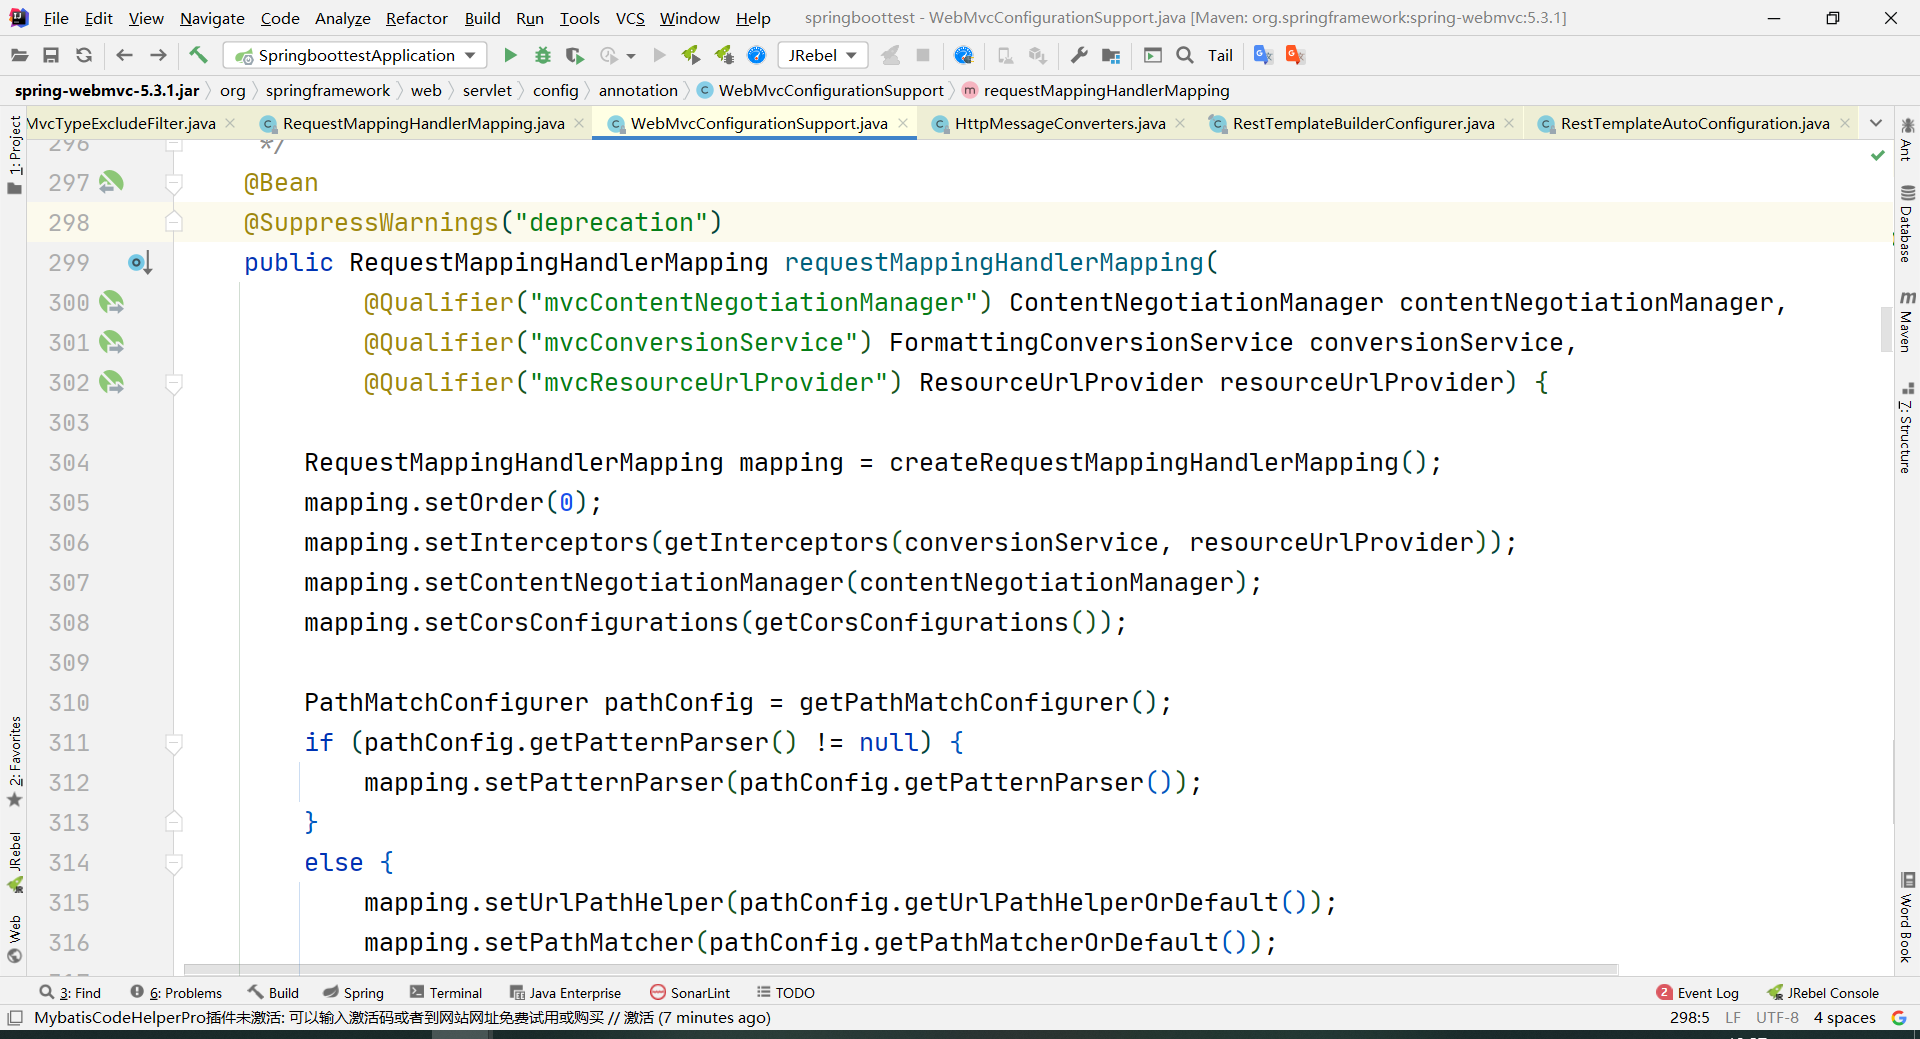 File Edit View Navigate Code Analyze Refactor Build Run Tools VCS Window Help springboottest - WebMvcConfigurationSupport.java [Maven: org.springframework:spring-webmvc:5.3.1]
SpringboottestApplication JRebel Tail
spring-webmvc-5.3.1.jar org springframework web servlet config annotation WebMvcConfigurationSupport requestMappingHandlerMapping
MvcTypeExcludeFilter.java RequestMappingHandlerMapping.java WebMvcConfigurationSupport.java HttpMessageConverters.java RestTemplateBuilderConfigurer.java RestTemplateAutoConfiguration.java
1: Project
2: Favorites
JRebel
Web
296 */
297 @Bean
298 @SuppressWarnings("deprecation")
299 public RequestMappingHandlerMapping requestMappingHandlerMapping(
300 @Qualifier("mvcContentNegotiationManager") ContentNegotiationManager contentNegotiationManager,
301 @Qualifier("mvcConversionService") FormattingConversionService conversionService,
302 @Qualifier("mvcResourceUrlProvider") ResourceUrlProvider resourceUrlProvider) {
303
304 RequestMappingHandlerMapping mapping = createRequestMappingHandlerMapping();
305 mapping.setOrder(0);
306 mapping.setInterceptors(getInterceptors(conversionService, resourceUrlProvider));
307 mapping.setContentNegotiationManager(contentNegotiationManager);
308 mapping.setCorsConfigurations(getCorsConfigurations());
309
310 PathMatchConfigurer pathConfig = getPathMatchConfigurer();
311 if (pathConfig.getPatternParser() != null) {
312 mapping.setPatternParser(pathConfig.getPatternParser());
313 }
314 else {
315 mapping.setUrlPathHelper(pathConfig.getUrlPathHelperOrDefault());
316 mapping.setPathMatcher(pathConfig.getPathMatcherOrDefault());
Ant
Database
Maven
7: Structure
Word Book
3: Find 6: Problems Build Spring Terminal Java Enterprise SonarLint TODO 2 Event Log JRebel Console
MybatisCodeHelperPro插件未激活: 可以输入激活码或者到网站网址免费试用或购买 // 激活 (7 minutes ago) 298:5 LF UTF-8 4 spaces